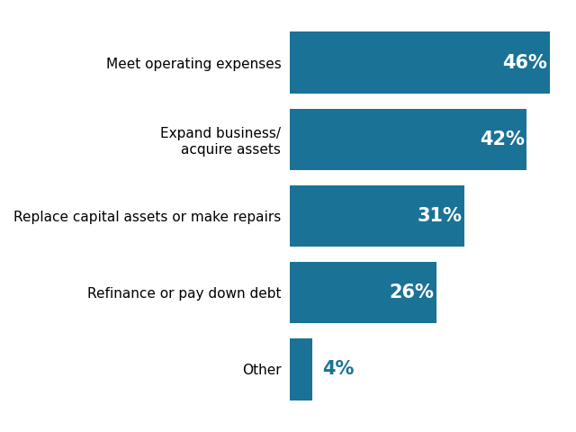 Meet operating expenses 46%
Expand business/
acquire assets 42%
Replace capital assets or make repairs 31%
Refinance or pay down debt 26%
Other 4%